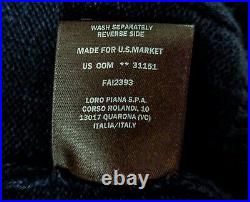 WASH SEPARATELY
REVERSE SIDE
MADE FOR U.S.MARKET
US COM ** 31151
FAI2393
LORO PIANA S.P.A.
CORSO ROLANDI, 10
13017 QUARONA (VC)
ITALIA/ITALY